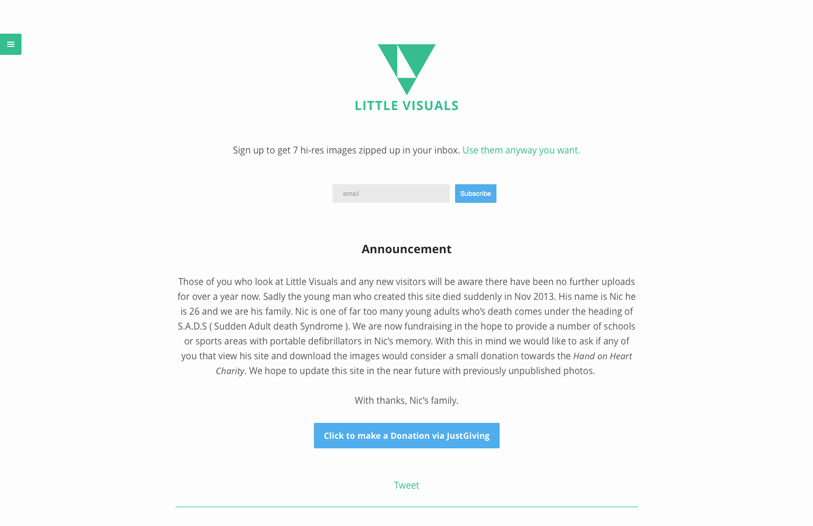 LITTLE VISUALS
Sign up to get 7 hi-res images zipped up in your inbox. Use them anyway you want.
email
Subscribe
Announcement
Those of you who look at Little Visuals and any new visitors will be aware there have been no further uploads
for over a year now. Sadly the young man who created this site died suddenly in Nov 2013. His name is Nic he
is 26 and we are his family. Nic is one of far too many young adults who's death comes under the heading of
S.A.D.S ( Sudden Adult death Syndrome ). We are now fundraising in the hope to provide a number of schools
or sports areas with portable defibrillators in Nic's memory. With this in mind we would like to ask if any of
you that view his site and download the images would consider a small donation towards the Hand on Heart
Charity. We hope to update this site in the near future with previously unpublished photos.
With thanks, Nic's family.
Click to make a Donation via JustGiving
Tweet